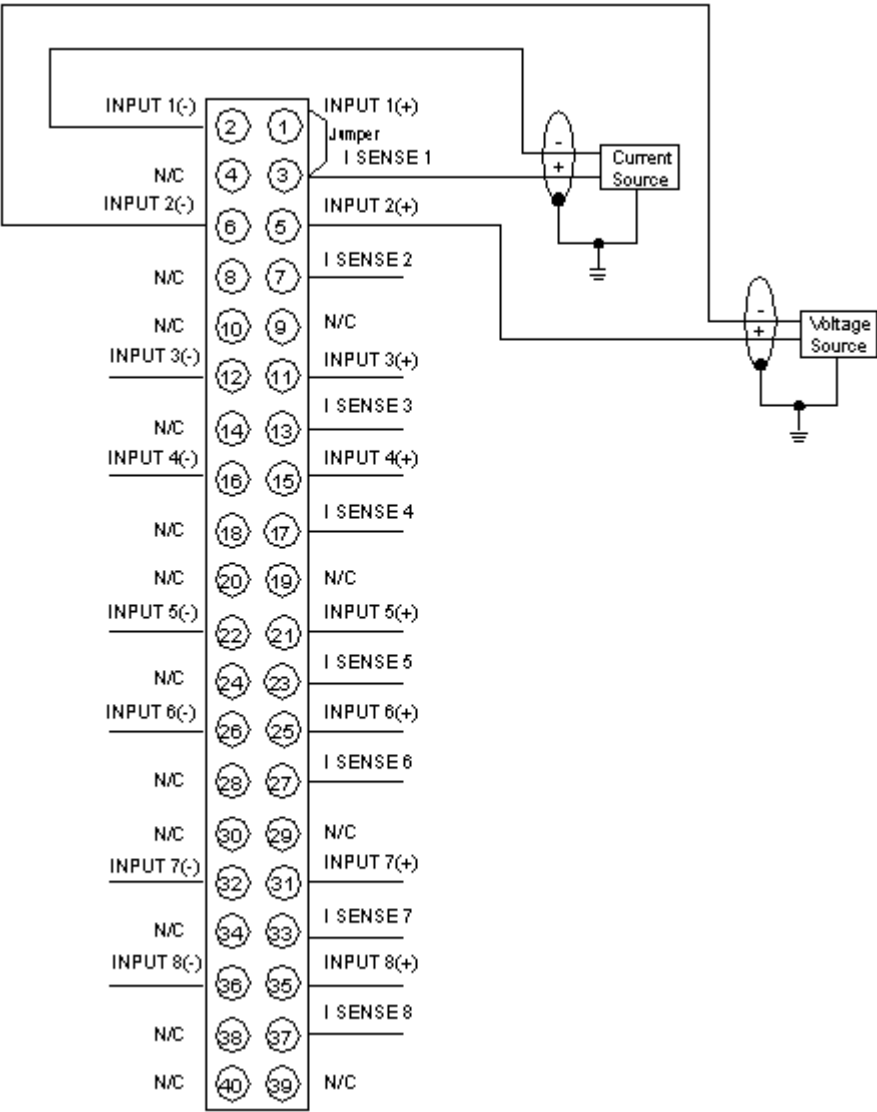 INPUT 1(-) 2 1 INPUT 1(+)
Jumper
N/C 4 3 I SENSE 1
- + Current Source
INPUT 2(-) 6 5 INPUT 2(+)
N/C 8 7 I SENSE 2
- + Voltage Source
N/C 10 9 N/C
INPUT 3(-) 12 11 INPUT 3(+)
N/C 14 13 I SENSE 3
INPUT 4(-) 16 15 INPUT 4(+)
N/C 18 17 I SENSE 4
N/C 20 19 N/C
INPUT 5(-) 22 21 INPUT 5(+)
N/C 24 23 I SENSE 5
INPUT 6(-) 26 25 INPUT 6(+)
N/C 28 27 I SENSE 6
N/C 30 29 N/C
INPUT 7(-) 32 31 INPUT 7(+)
N/C 34 33 I SENSE 7
INPUT 8(-) 36 35 INPUT 8(+)
N/C 38 37 I SENSE 8
N/C 40 39 N/C